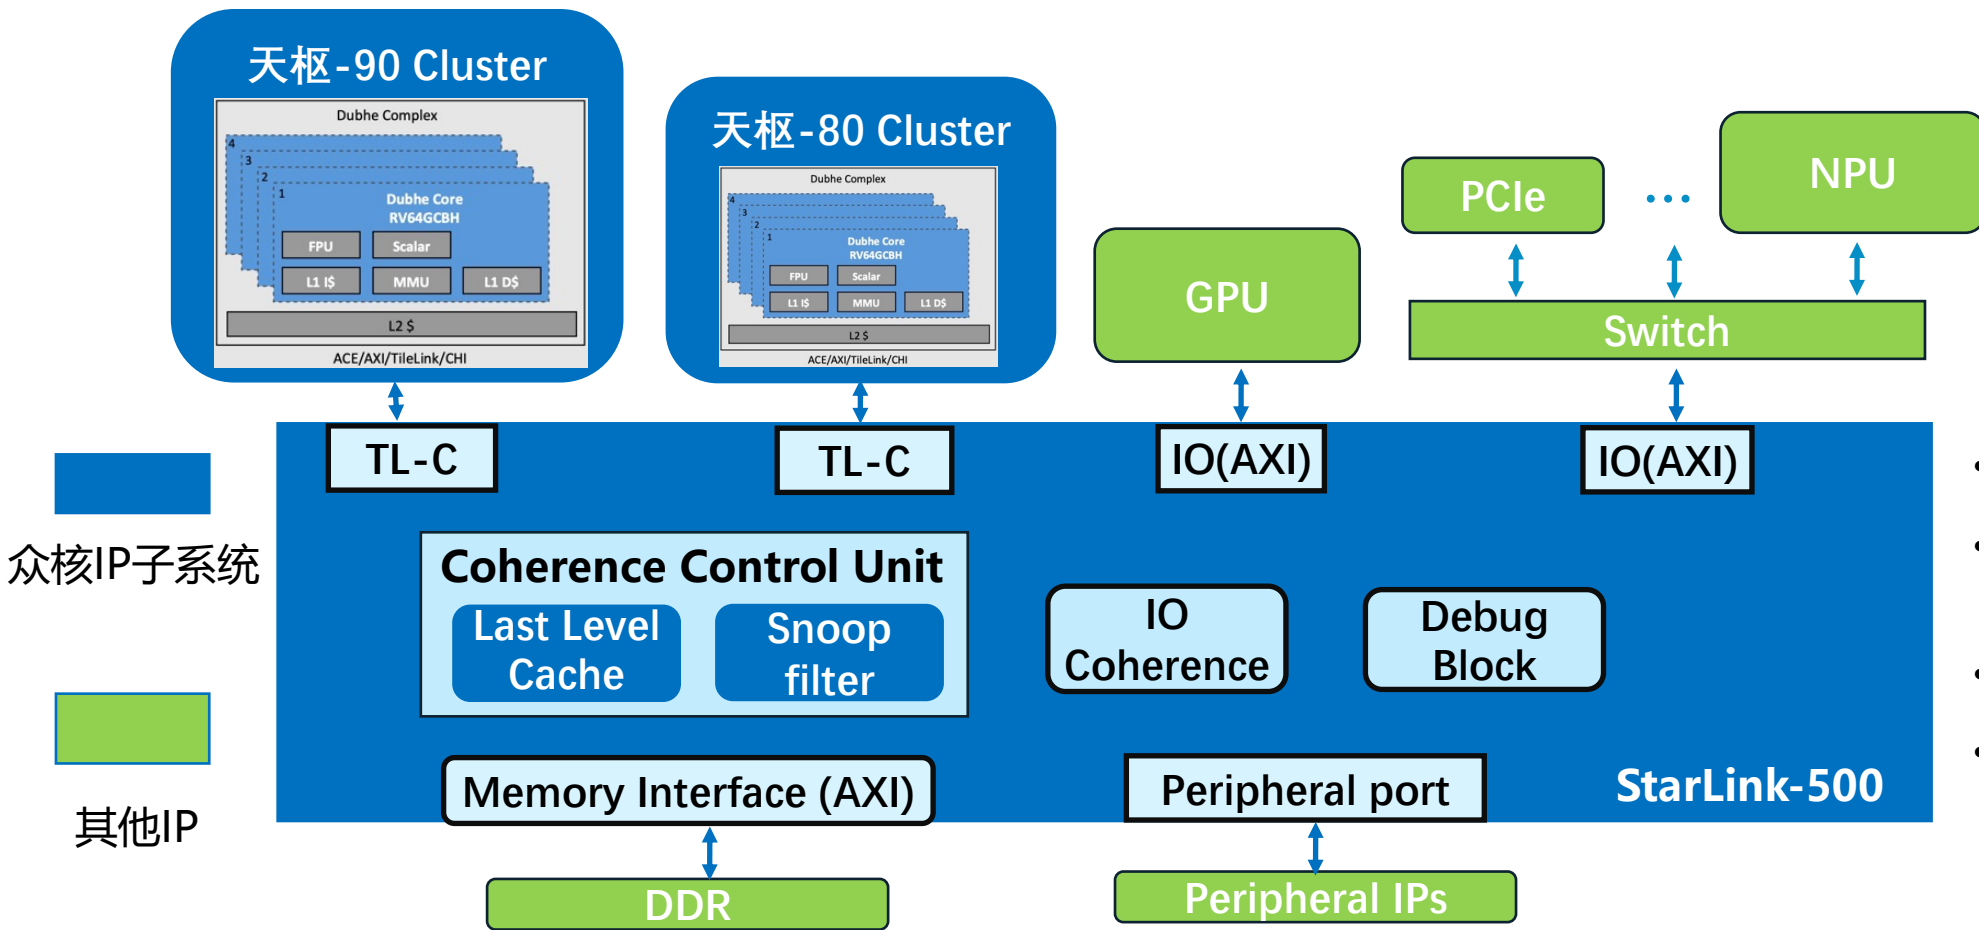 天枢-90 Cluster
Dubhe Complex
4
3
2
1
Dubhe Core
RV64GCBH
FPU
Scalar
L1 I$
MMU
L1 D$
L2 $
ACE/AXI/TileLink/CHI
天枢-80 Cluster
Dubhe Complex
4
3
2
1
Dubhe Core
RV64GCBH
FPU
Scalar
L1 I$
MMU
L1 D$
L2 $
ACE/AXI/TileLink/CHI
GPU
PCIe
...
NPU
Switch
TL-C
TL-C
IO(AXI)
IO(AXI)
众核IP子系统
其他IP
Coherence Control Unit
Last Level
Cache
Snoop
filter
IO
Coherence
Debug
Block
Memory Interface (AXI)
Peripheral port
StarLink-500
DDR
Peripheral IPs